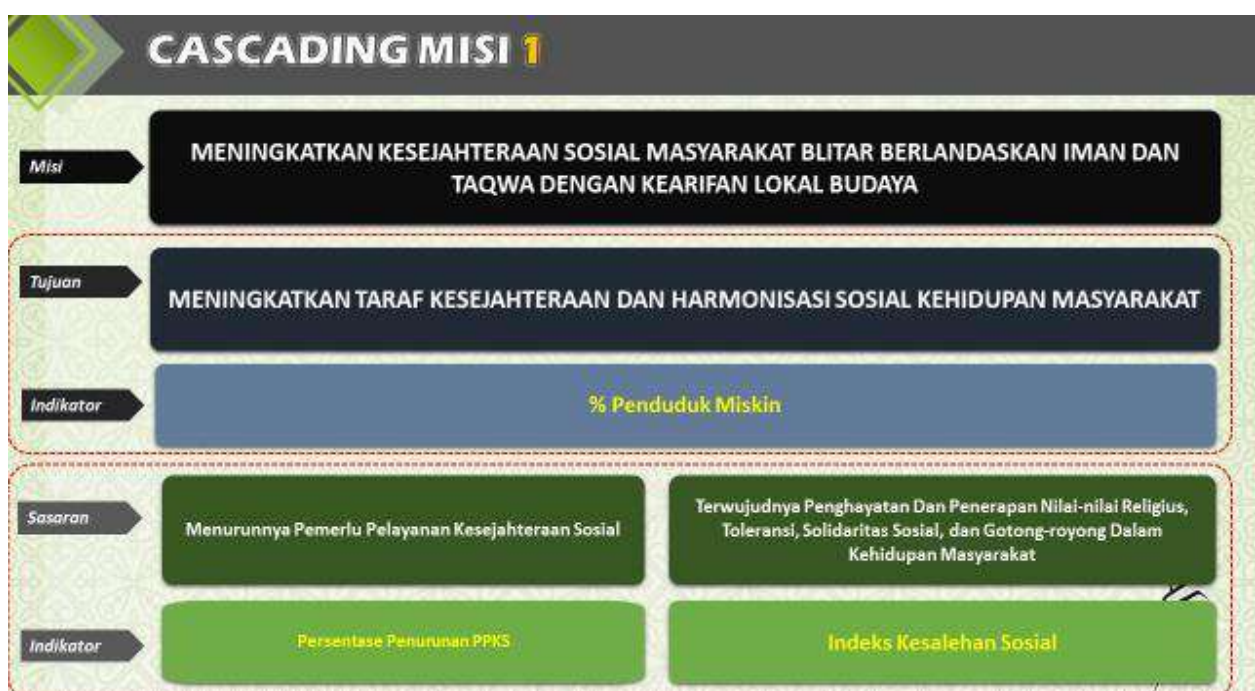 CASCADING MISI 1
Misi
MENINGKATKAN KESEJAHTERAAN SOSIAL MASYARAKAT BLITAR BERLANDASKAN IMAN DAN
TAQWA DENGAN KEARIFAN LOKAL BUDAYA
Tujuan
MENINGKATKAN TARAF KESEJAHTERAAN DAN HARMONISASI SOSIAL KEHIDUPAN MASYARAKAT
Indikator
% Penduduk Miskin
Sasaran
Menurunnya Pemerlu Pelayanan Kesejahteraan Sosial
Terwujudnya Penghayatan Dan Penerapan Nilai-nilai Religius,
Toleransi, Solidaritas Sosial, dan Gotong-royong Dalam
Kehidupan Masyarakat
Indikator
Persentase Penurunan PPKS
Indeks Kesalehan Sosial